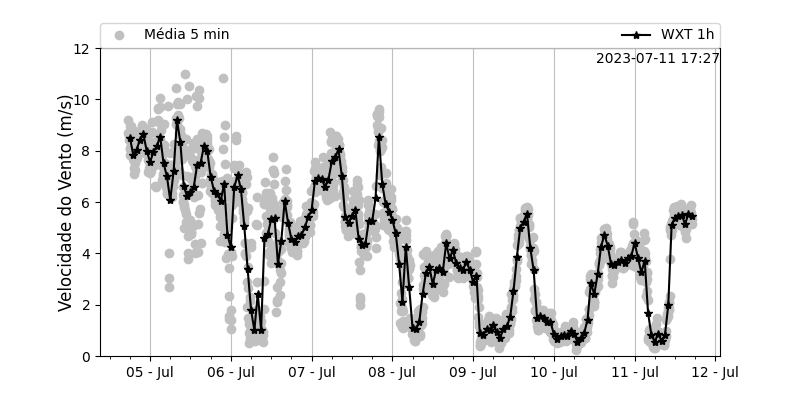 Média 5 min
WXT 1h
2023-07-11 17:27
Velocidade do Vento (m/s)
12
10
8
6
4
2
0
05 - Jul
06 - Jul
07 - Jul
08 - Jul
09 - Jul
10 - Jul
11 - Jul
12 - Jul